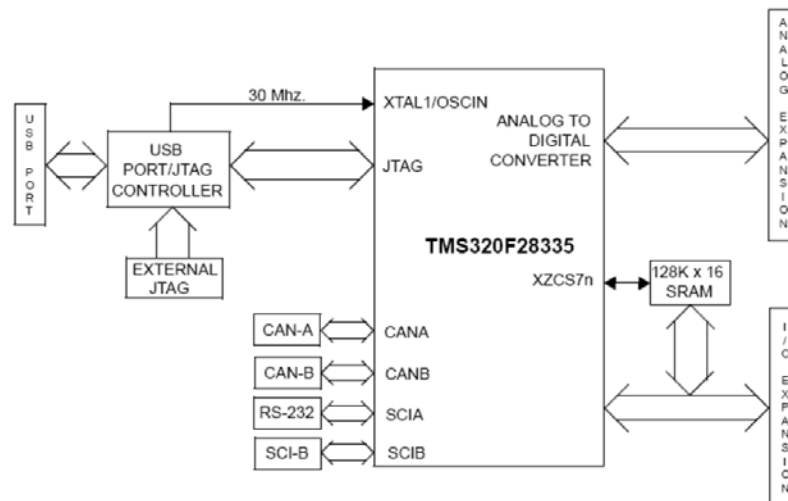 30 Mhz.
XTAL1/OSCIN
USB PORT
USB
PORT/JTAG
CONTROLLER
JTAG
EXTERNAL
JTAG
ANALOG TO
DIGITAL
CONVERTER
ANALOG EXPANSION
TMS320F28335
XZCS7n
128K x 16
SRAM
CAN-A
CANA
CAN-B
CANB
RS-232
SCIA
SCI-B
SCIB
I/O EXPANSION